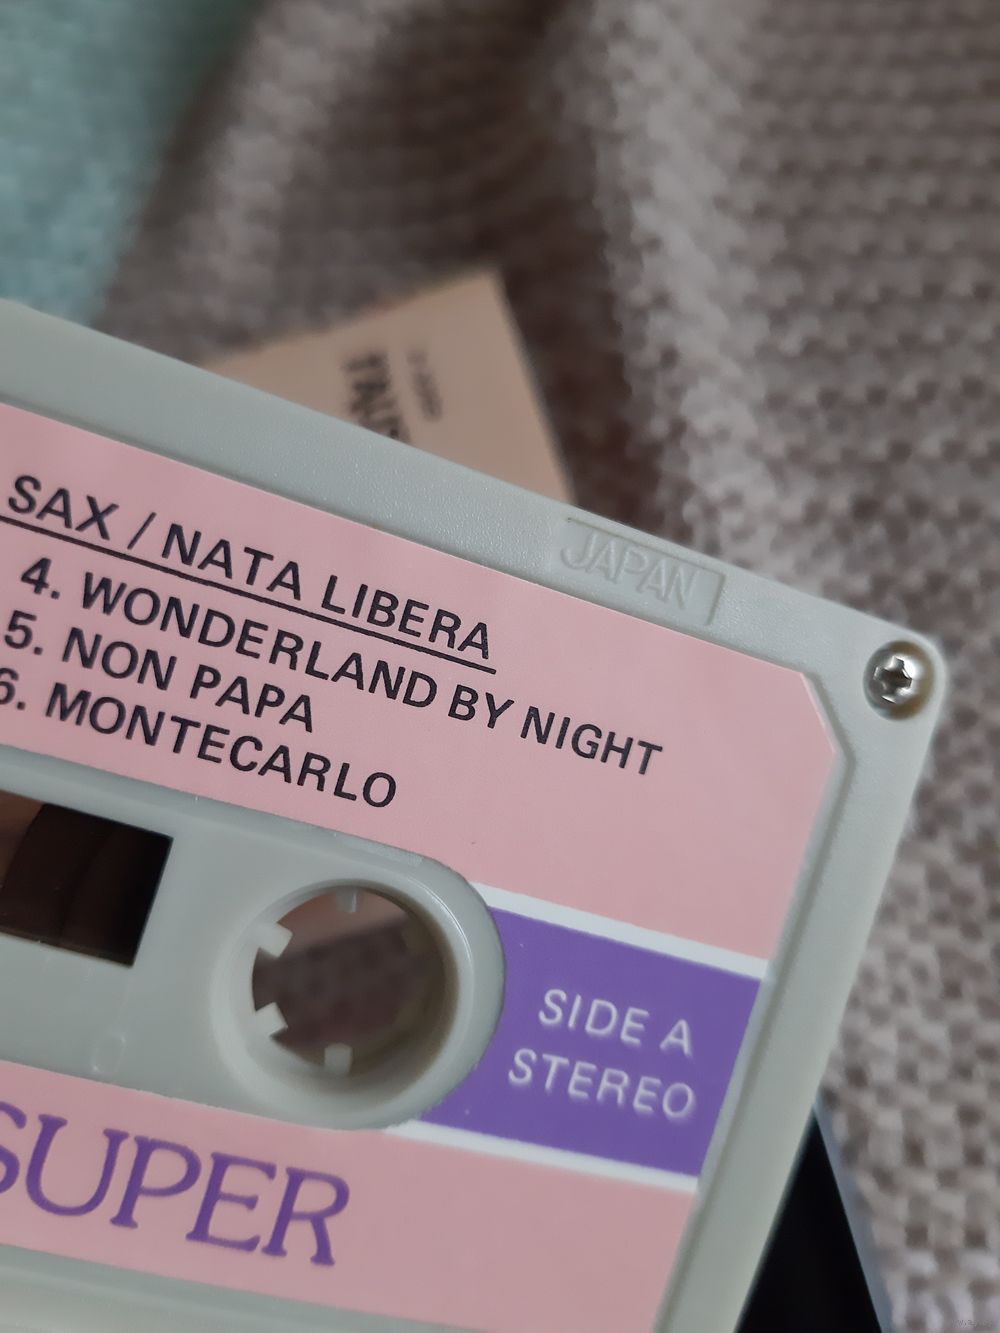 JAPAN
SAX / NATA LIBERA
4. WONDERLAND BY NIGHT
5. NON PAPA
6. MONTECARLO
SIDE A
STEREO
SUPER